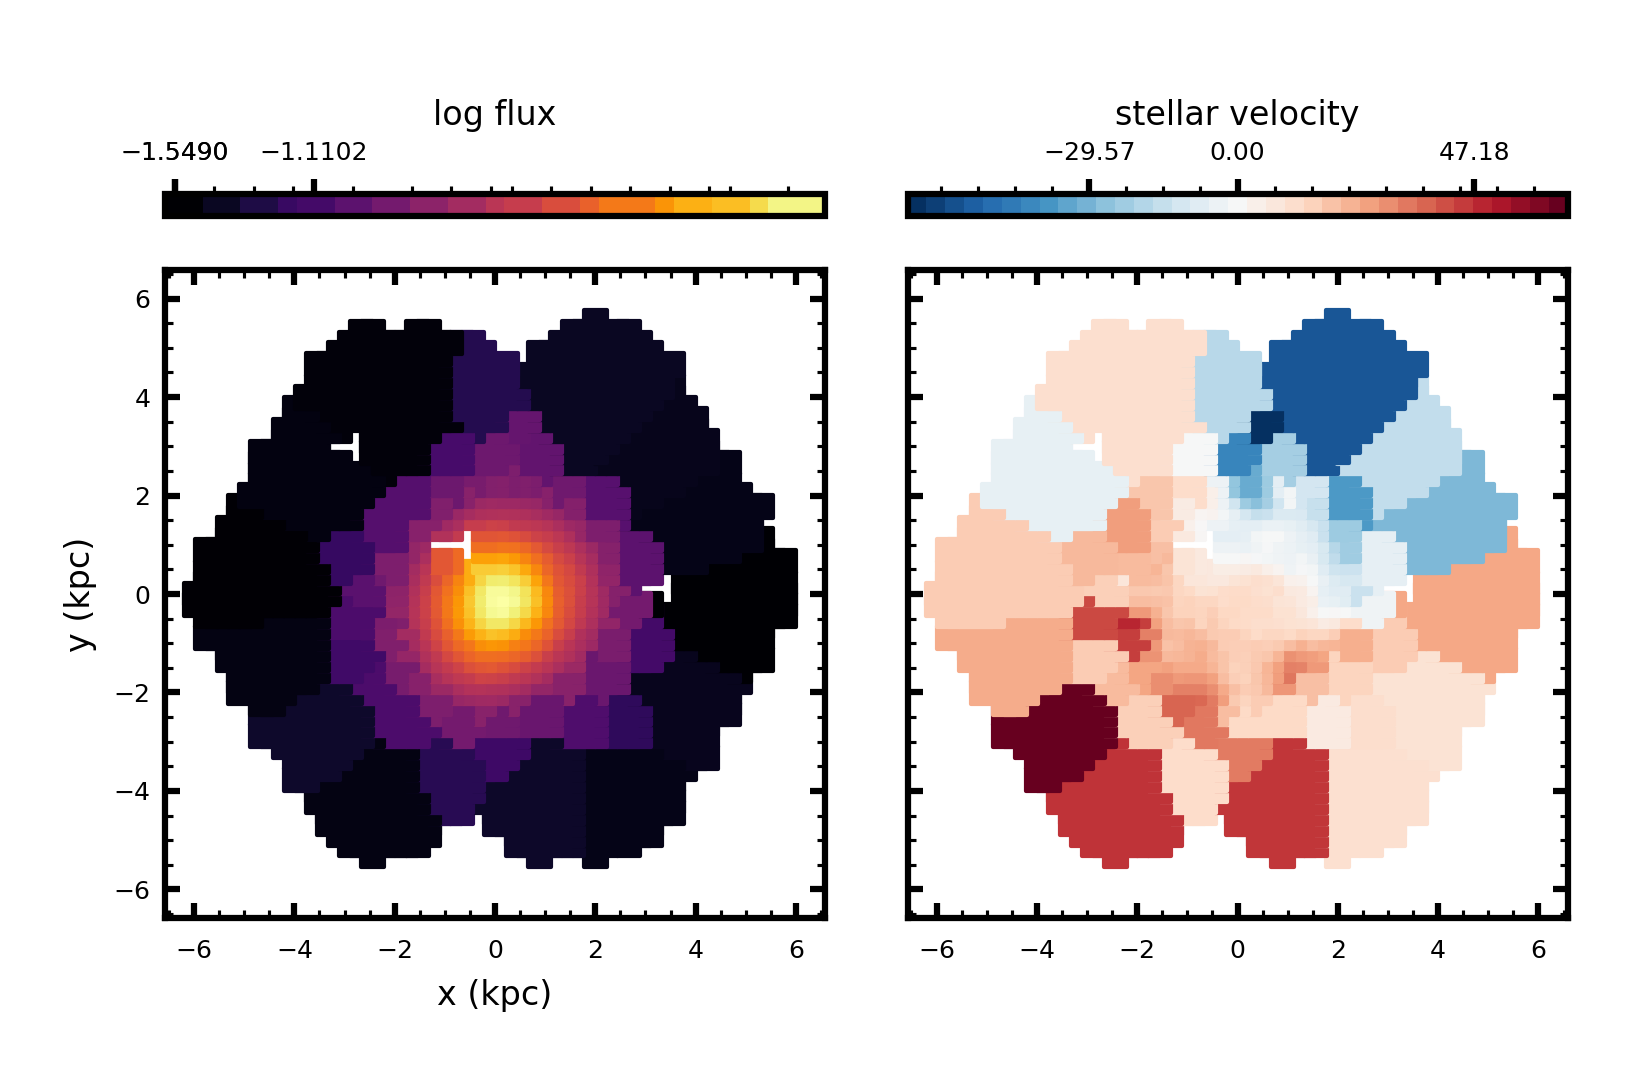 log flux
stellar velocity
−1.5490 −1.1102
−29.57 0.00 47.18
6
4
2
0
−2
−4
−6
y (kpc)
−6 −4 −2 0 2 4 6
−6 −4 −2 0 2 4 6
x (kpc)